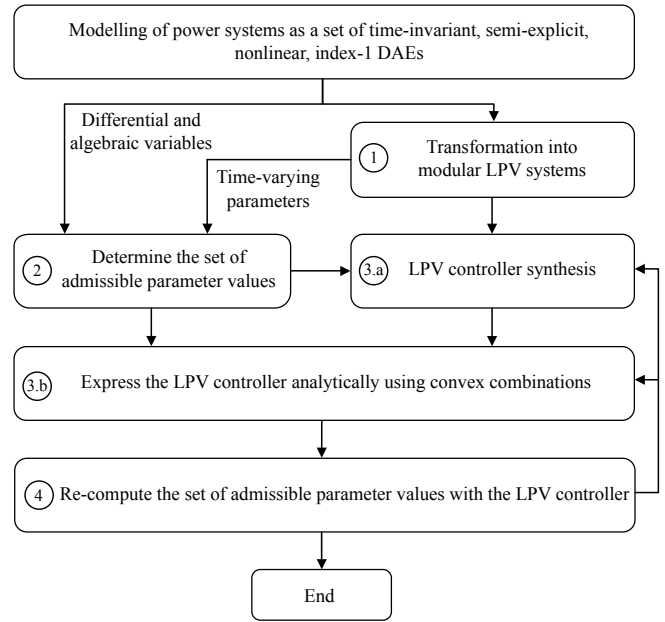 Modelling of power systems as a set of time-invariant, semi-explicit,
nonlinear, index-1 DAEs
Differential and
algebraic variables
1
Transformation into
modular LPV systems
Time-varying
parameters
2
Determine the set of
admissible parameter values
3.a
LPV controller synthesis
3.b
Express the LPV controller analytically using convex combinations
4
Re-compute the set of admissible parameter values with the LPV controller
End